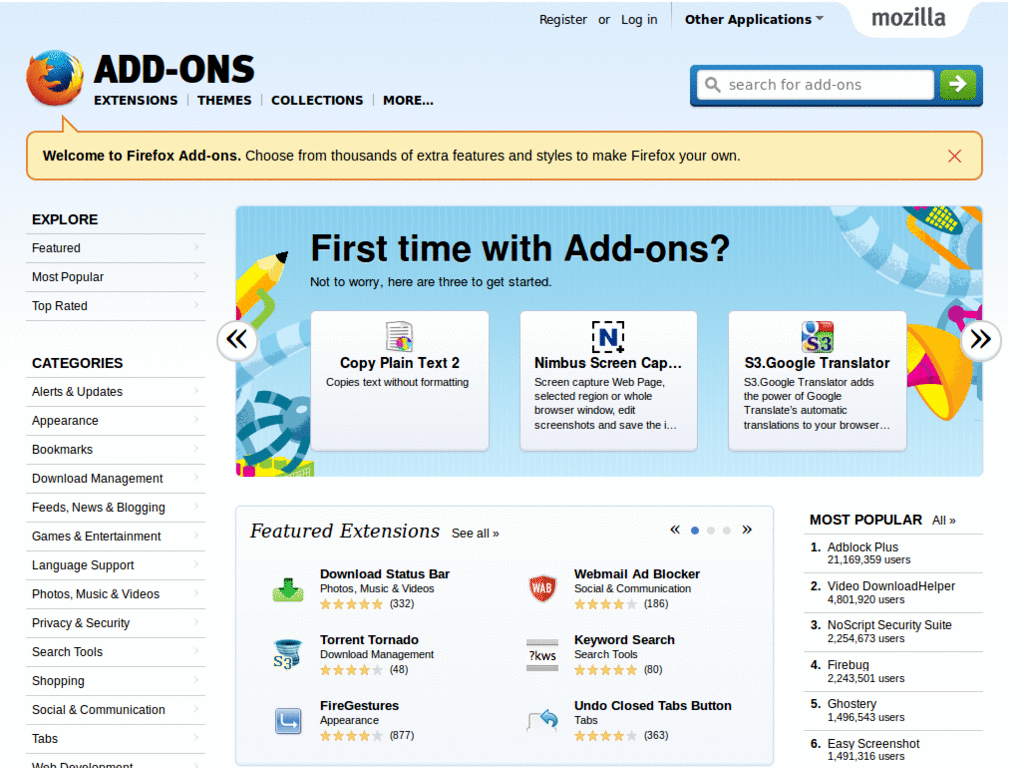 Register or Log in Other Applications mozilla
ADD-ONS
EXTENSIONS THEMES COLLECTIONS MORE...
search for add-ons
Welcome to Firefox Add-ons. Choose from thousands of extra features and styles to make Firefox your own.
EXPLORE
Featured
Most Popular
Top Rated
CATEGORIES
Alerts & Updates
Appearance
Bookmarks
Download Management
Feeds, News & Blogging
Games & Entertainment
Language Support
Photos, Music & Videos
Privacy & Security
Search Tools
Shopping
Social & Communication
Tabs
Web Development
First time with Add-ons?
Not to worry, here are three to get started.
Copy Plain Text 2
Copies text without formatting
N
Nimbus Screen Cap...
Screen capture Web Page,
selected region or whole
browser window, edit
screenshots and save the i...
S3
S3.Google Translator
S3.Google Translator adds
the power of Google
Translate's automatic
translations to your browser...
Featured Extensions See all »
« »
Download Status Bar
Photos, Music & Videos
(332)
WAB
Webmail Ad Blocker
Social & Communication
(186)
S3
Torrent Tornado
Download Management
(48)
?kws
Keyword Search
Search Tools
(80)
FireGestures
Appearance
(877)
Undo Closed Tabs Button
Tabs
(363)
MOST POPULAR All »
1. Adblock Plus
21,169,359 users
2. Video DownloadHelper
4,801,920 users
3. NoScript Security Suite
2,254,673 users
4. Firebug
2,243,501 users
5. Ghostery
1,496,543 users
6. Easy Screenshot
1,491,316 users